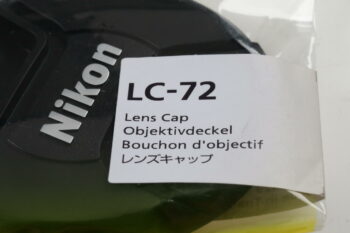 Nikon
LC-72
Lens Cap
Objektivdeckel
Bouchon d'objectif
レンズキャップ